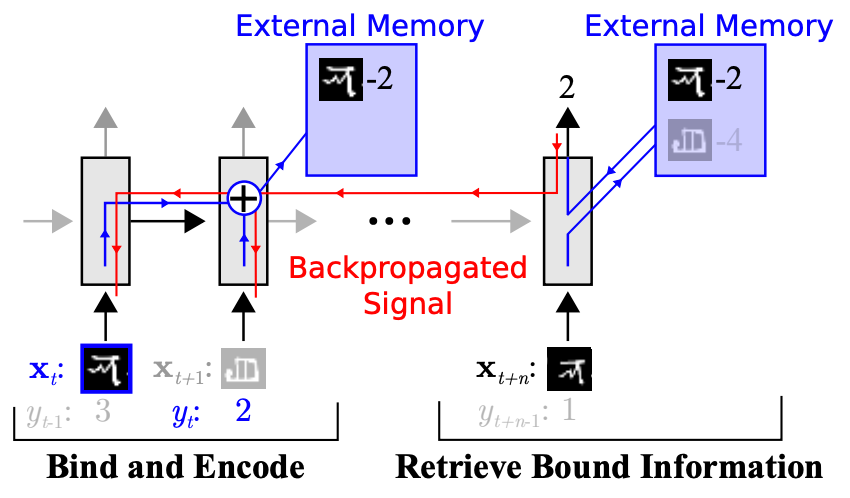 External Memory External Memory
-2
2
-2
-4
+
...
Backpropagated
Signal
x_t: x_{t+1}: x_{t+n}:
y_{t-1}: 3 y_t: 2 y_{t+n-1}: 1
Bind and Encode Retrieve Bound Information